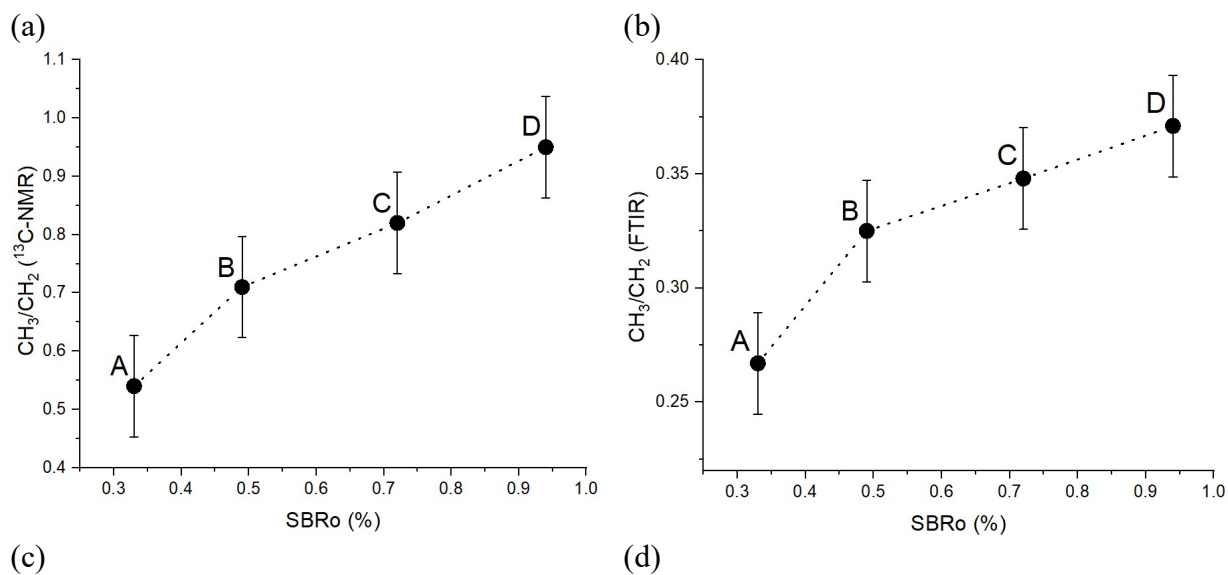 (a)
1.1
1.0
0.9
0.8
0.7
0.6
0.5
0.4
CH₃/CH₂ (¹³C-NMR)
A
B
C
D
0.3 0.4 0.5 0.6 0.7 0.8 0.9 1.0
SBRo (%)
(b)
0.40
0.35
0.30
0.25
CH₃/CH₂ (FTIR)
A
B
C
D
0.3 0.4 0.5 0.6 0.7 0.8 0.9 1.0
SBRo (%)
(c)
(d)